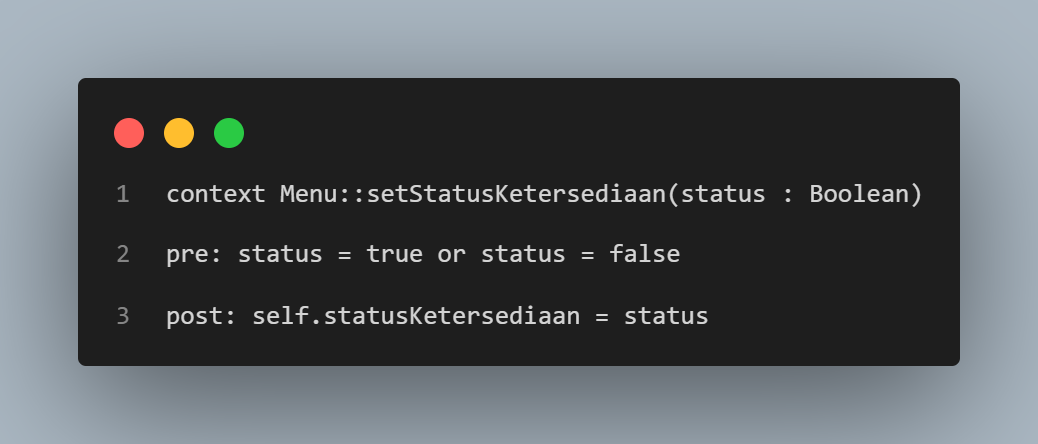 1 context Menu::setStatusKetersediaan(status : Boolean)
2 pre: status = true or status = false
3 post: self.statusKetersediaan = status